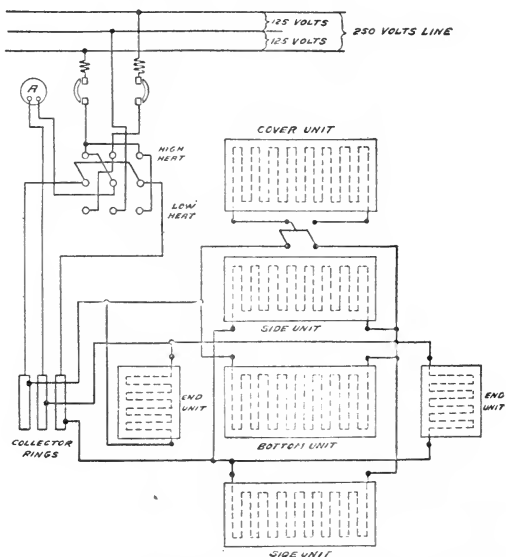 125 VOLTS
125 VOLTS
250 VOLTS LINE
A
HIGH
HEAT
LOW
HEAT
COVER UNIT
SIDE UNIT
END
UNIT
END
UNIT
BOTTOM UNIT
COLLECTOR
RINGS
SIDE UNIT